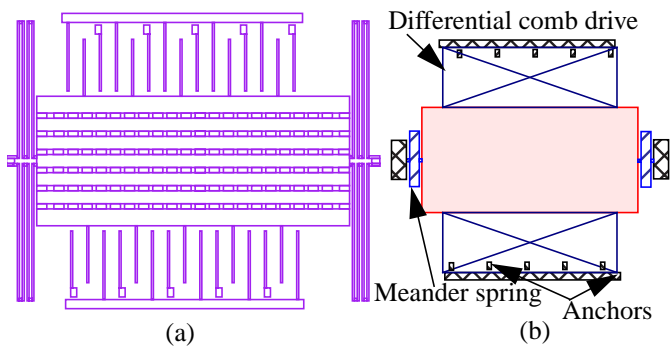 Differential comb drive
Meander spring
Anchors
(a)
(b)